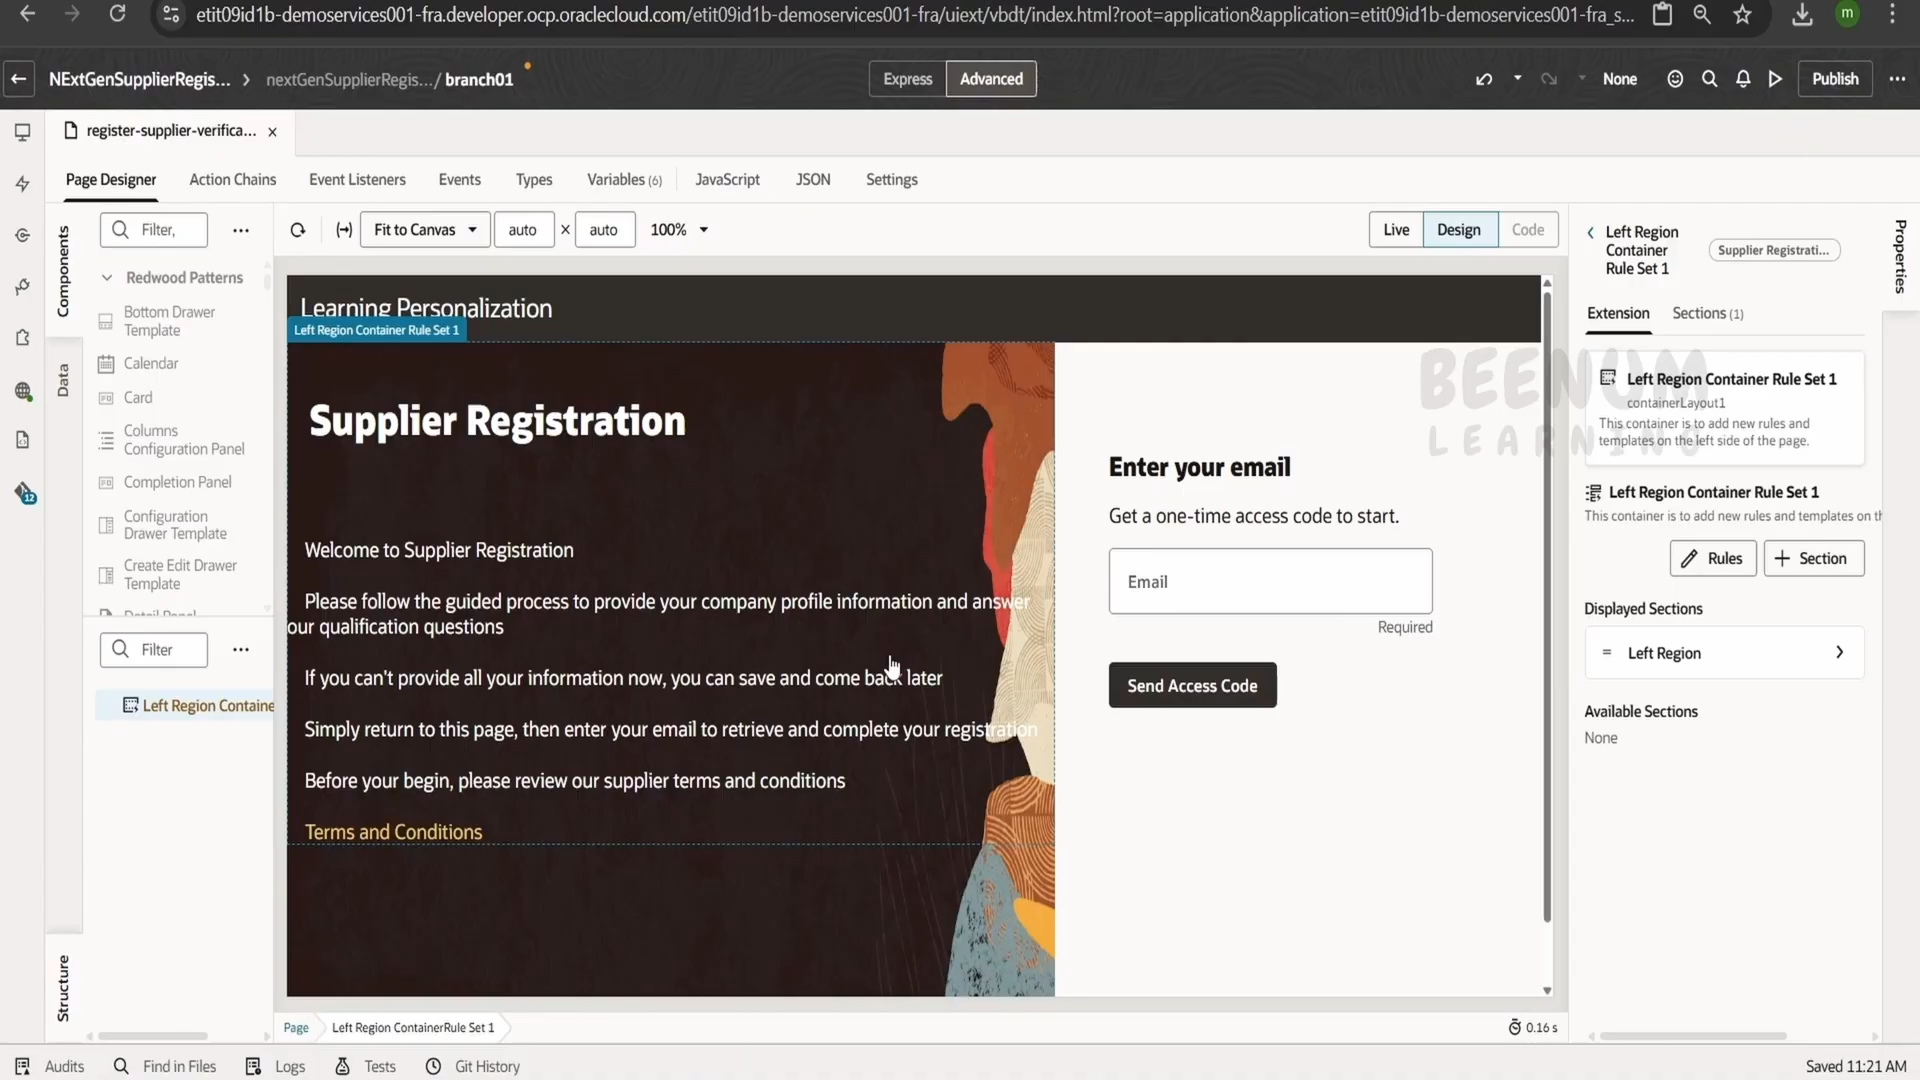 etit09id1b-demoservices001-fra.developer.ocp.oraclecloud.com/etit09id1b-demoservices001-fra/uiext/vbdt/index.html?root=application&application=etit09id1b-demoservices001-fra_s...
m
NExtGenSupplierRegis... > nextGenSupplierRegis.../ branch01
Express Advanced
None
Publish
register-supplier-verifica...
Page Designer Action Chains Event Listeners Events Types Variables (6) JavaScript JSON Settings
Components
Data
Structure
Filter,
Redwood Patterns
Bottom Drawer
Template
Calendar
Card
Columns
Configuration Panel
Completion Panel
Configuration
Drawer Template
Create Edit Drawer
Template
Detail Panel
Filter
Left Region Containe
12
Fit to Canvas auto × auto 100%
Live Design Code
Learning Personalization
Left Region Container Rule Set 1
Supplier Registration
Welcome to Supplier Registration
Please follow the guided process to provide your company profile information and answer
our qualification questions
If you can't provide all your information now, you can save and come back later
Simply return to this page, then enter your email to retrieve and complete your registration
Before your begin, please review our supplier terms and conditions
Terms and Conditions
Enter your email
Get a one-time access code to start.
Email
Required
Send Access Code
Left Region
Container
Rule Set 1
Supplier Registrati...
Properties
Extension Sections (1)
BEENUM
LEARNING
Left Region Container Rule Set 1
containerLayout1
This container is to add new rules and
templates on the left side of the page.
Left Region Container Rule Set 1
This container is to add new rules and templates on th
Rules
Section
Displayed Sections
Left Region
Available Sections
None
Page Left Region ContainerRule Set 1
0.16 s
Audits Find in Files Logs Tests Git History
Saved 11:21 AM